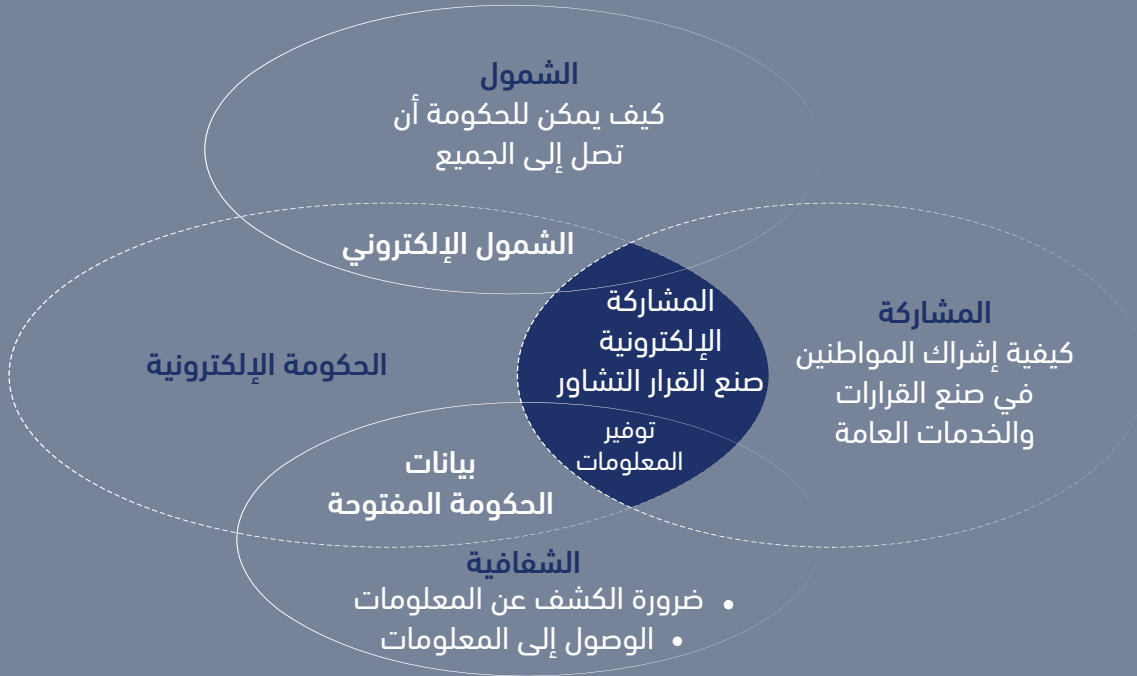 الشمول
كيف يمكن للحكومة أن
تصل إلى الجميع
الشمول الإلكتروني
المشاركة
الإلكترونية
صنع القرار التشاور
توفير
المعلومات
المشاركة
كيفية إشراك المواطنين
في صنع القرارات
والخدمات العامة
الحكومة الإلكترونية
بيانات
الحكومة المفتوحة
الشفافية
• ضرورة الكشف عن المعلومات
• الوصول إلى المعلومات